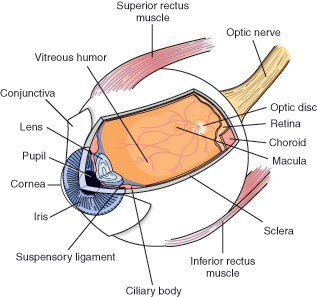 Superior rectus
muscle
Optic nerve
Vitreous humor
Conjunctiva
Optic disc
Lens
Retina
Pupil
Choroid
Cornea
Macula
Iris
Sclera
Suspensory ligament
Inferior rectus
muscle
Ciliary body